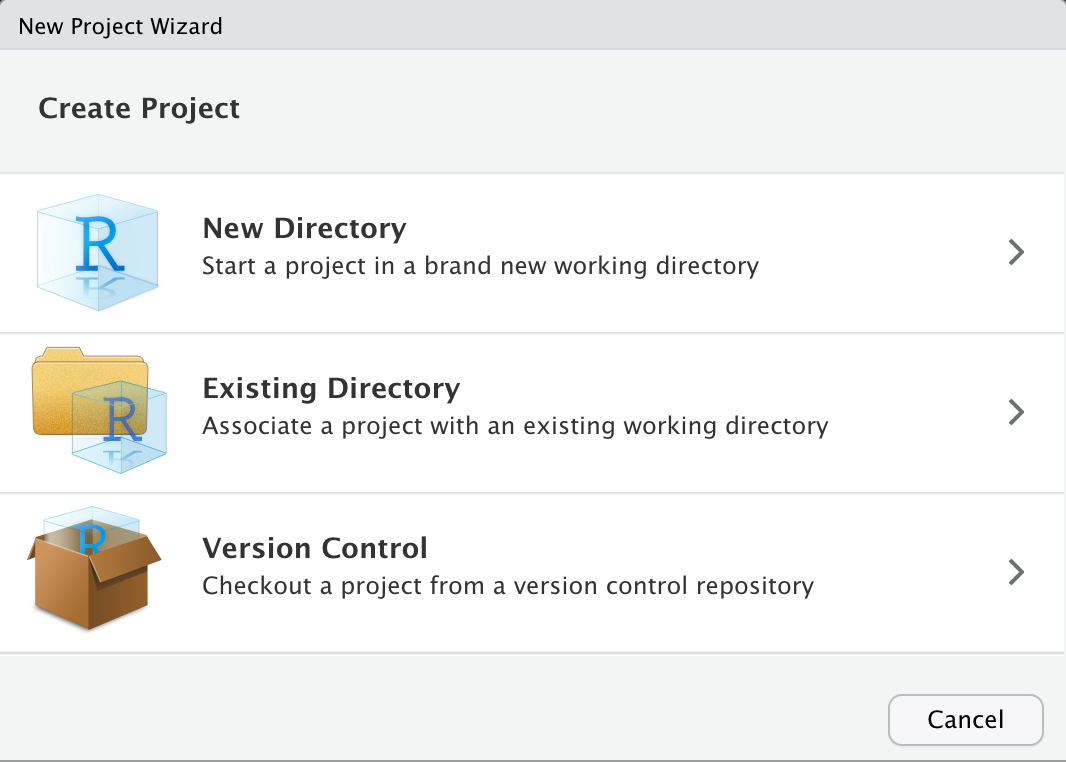 New Project Wizard
Create Project
R
New Directory
Start a project in a brand new working directory
R
Existing Directory
Associate a project with an existing working directory
R
Version Control
Checkout a project from a version control repository
Cancel